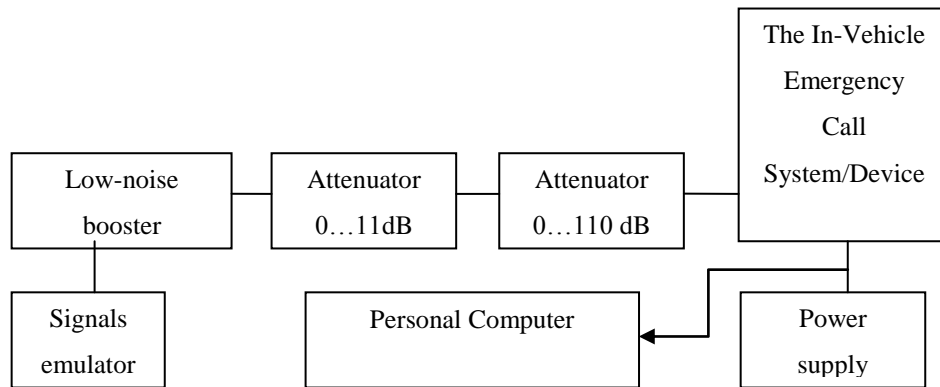 The In-Vehicle
Emergency
Call
System/Device
Low-noise
booster
Attenuator
0…11dB
Attenuator
0…110 dB
Signals
emulator
Personal Computer
Power
supply